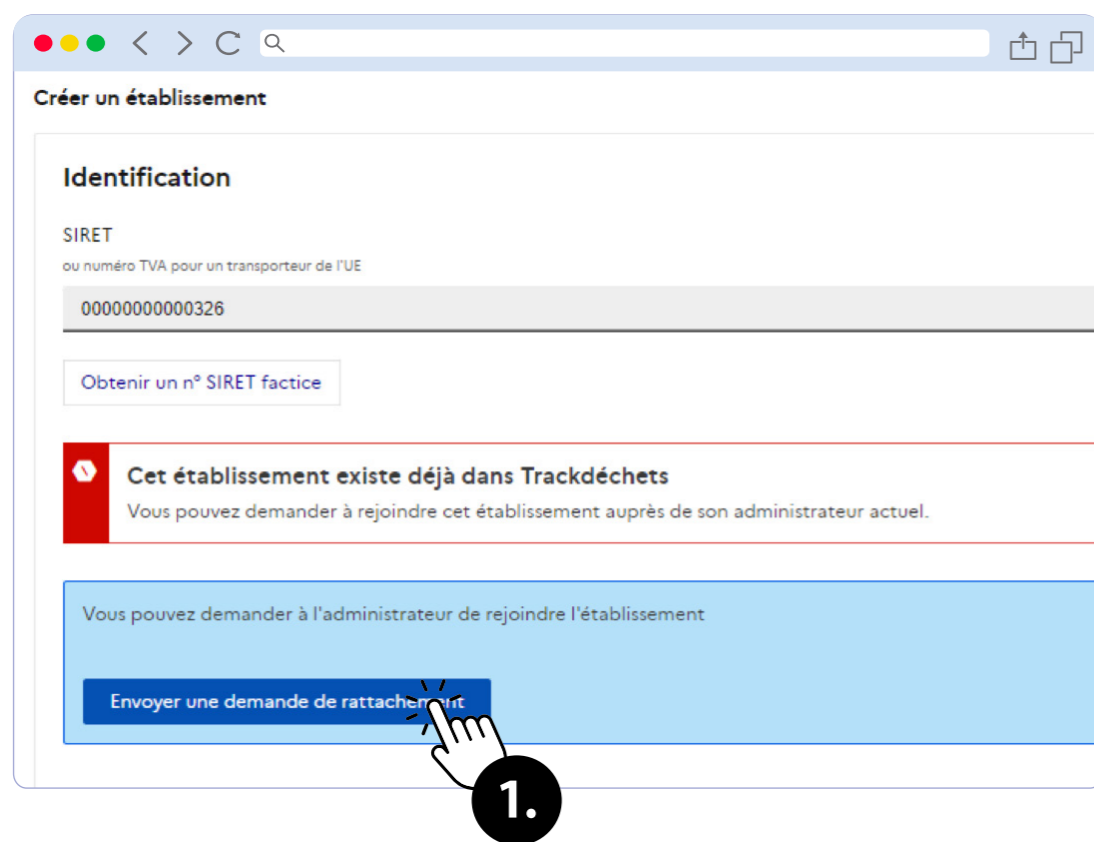 Créer un établissement
Identification
SIRET
ou numéro TVA pour un transporteur de l'UE
00000000000326
Obtenir un n° SIRET factice
Cet établissement existe déjà dans Trackdéchets
Vous pouvez demander à rejoindre cet établissement auprès de son administrateur actuel.
Vous pouvez demander à l'administrateur de rejoindre l'établissement
Envoyer une demande de rattachement
1.